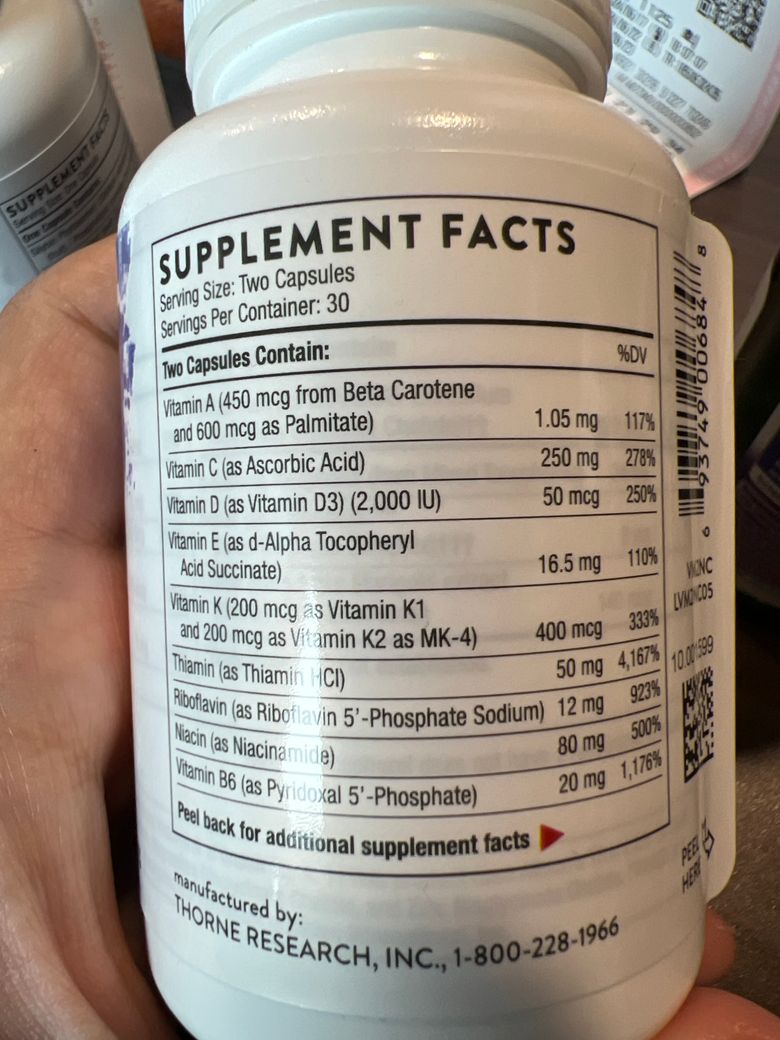 SUPPLEMENT FACTS
Serving Size: Two Capsules
Servings Per Container: 30
Two Capsules Contain: %DV
Vitamin A (450 mcg from Beta Carotene
and 600 mcg as Palmitate) 1.05 mg 117%
Vitamin C (as Ascorbic Acid) 250 mg 278%
Vitamin D (as Vitamin D3) (2,000 IU) 50 mcg 250%
Vitamin E (as d-Alpha Tocopheryl
Acid Succinate) 16.5 mg 110%
Vitamin K (200 mcg as Vitamin K1
and 200 mcg as Vitamin K2 as MK-4) 400 mcg 333%
Thiamin (as Thiamin HCl) 50 mg 4,167%
Riboflavin (as Riboflavin 5'-Phosphate Sodium) 12 mg 923%
Niacin (as Niacinamide) 80 mg 500%
Vitamin B6 (as Pyridoxal 5'-Phosphate) 20 mg 1,176%
Peel back for additional supplement facts
manufactured by:
THORNE RESEARCH, INC., 1-800-228-1966
6 93749 00684 8
PEEL
HERE
SUPPLEMENT FACTS